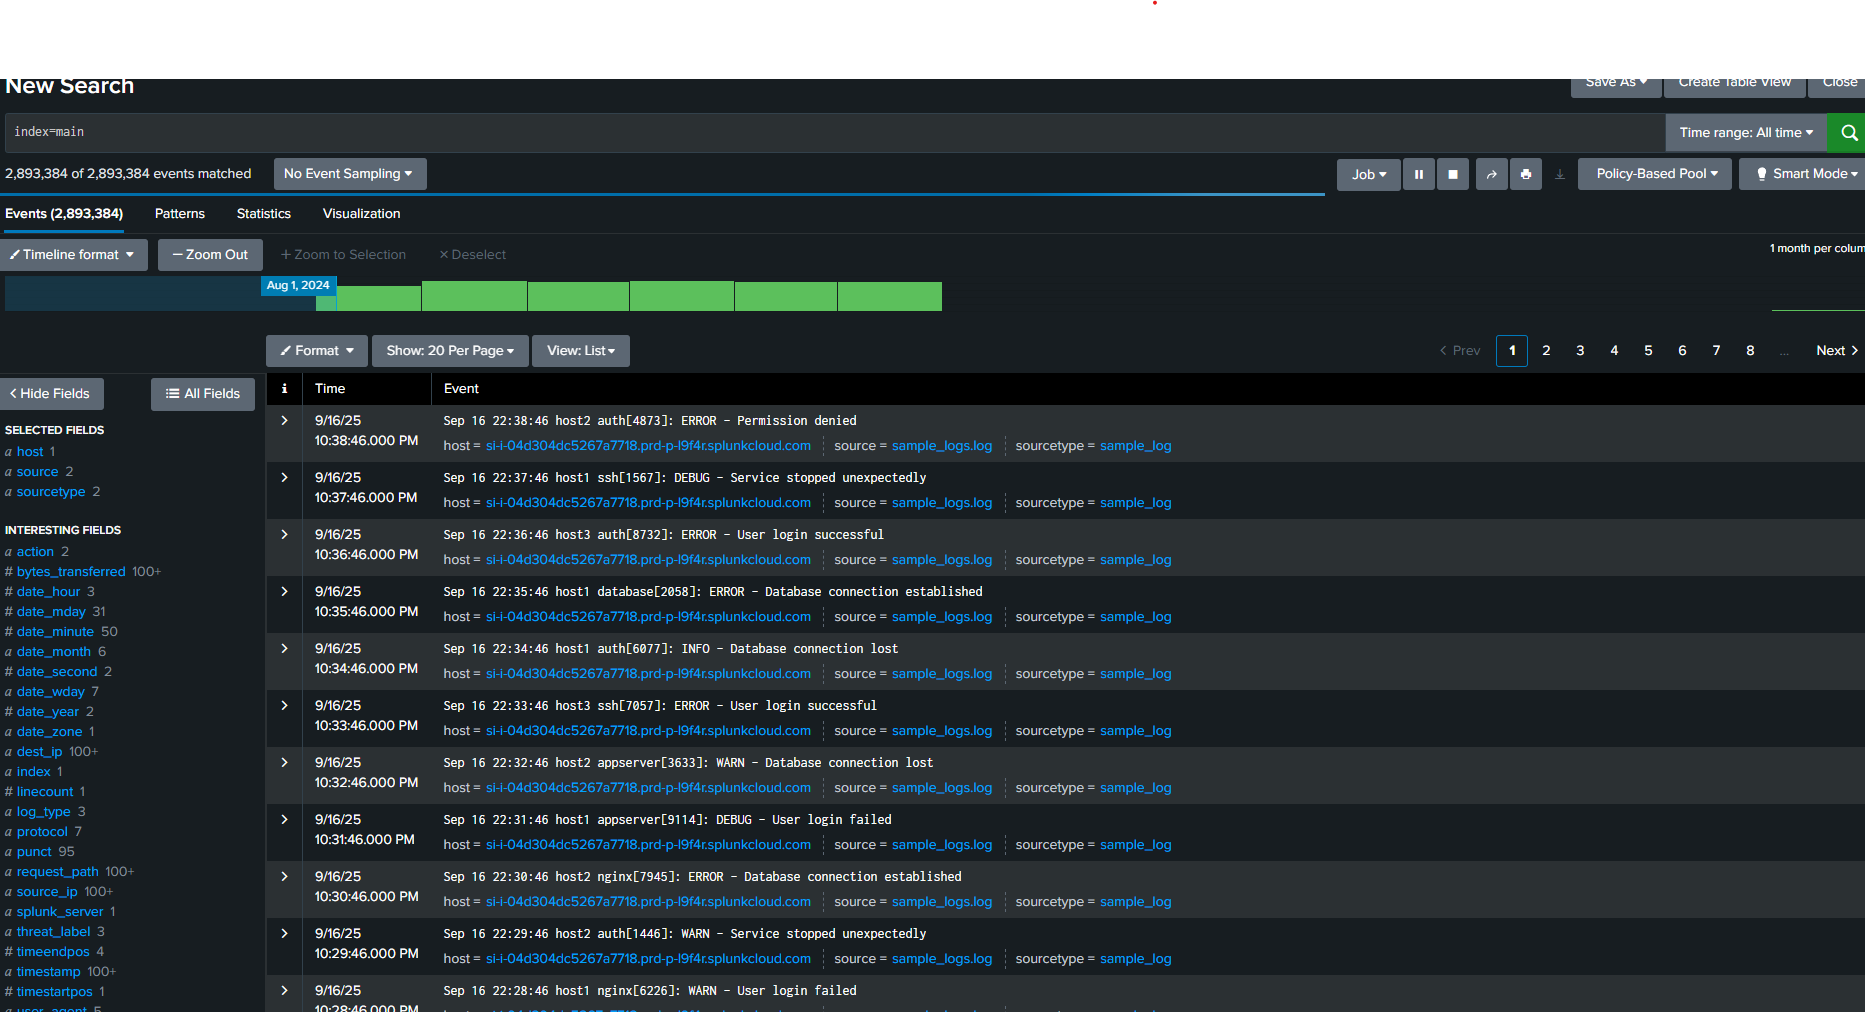 New Search
Save As Create Table View Close
index=main
Time range: All time
2,893,384 of 2,893,384 events matched
No Event Sampling
Job
Policy-Based Pool
Smart Mode
Events (2,893,384) Patterns Statistics Visualization
Timeline format
— Zoom Out
+ Zoom to Selection
× Deselect
1 month per colum
Aug 1, 2024
Format
Show: 20 Per Page
View: List
< Prev 1 2 3 4 5 6 7 8 ... Next >
< Hide Fields
All Fields
SELECTED FIELDS
a host 1
a source 2
a sourcetype 2
INTERESTING FIELDS
a action 2
# bytes_transferred 100+
# date_hour 3
# date_mday 31
# date_minute 50
a date_month 6
# date_second 2
a date_wday 7
# date_year 2
a date_zone 1
a dest_ip 100+
a index 1
# linecount 1
a log_type 3
a protocol 7
a punct 95
a request_path 100+
a source_ip 100+
a splunk_server 1
a threat_label 3
# timeendpos 4
a timestamp 100+
# timestartpos 1
a user_agent 5
i Time Event
9/16/25
10:38:46.000 PM
Sep 16 22:38:46 host2 auth[4873]: ERROR - Permission denied
host = si-i-04d304dc5267a7718.prd-p-l9f4r.splunkcloud.com source = sample_logs.log sourcetype = sample_log
9/16/25
10:37:46.000 PM
Sep 16 22:37:46 host1 ssh[1567]: DEBUG - Service stopped unexpectedly
host = si-i-04d304dc5267a7718.prd-p-l9f4r.splunkcloud.com source = sample_logs.log sourcetype = sample_log
9/16/25
10:36:46.000 PM
Sep 16 22:36:46 host3 auth[8732]: ERROR - User login successful
host = si-i-04d304dc5267a7718.prd-p-l9f4r.splunkcloud.com source = sample_logs.log sourcetype = sample_log
9/16/25
10:35:46.000 PM
Sep 16 22:35:46 host1 database[2058]: ERROR - Database connection established
host = si-i-04d304dc5267a7718.prd-p-l9f4r.splunkcloud.com source = sample_logs.log sourcetype = sample_log
9/16/25
10:34:46.000 PM
Sep 16 22:34:46 host1 auth[6077]: INFO - Database connection lost
host = si-i-04d304dc5267a7718.prd-p-l9f4r.splunkcloud.com source = sample_logs.log sourcetype = sample_log
9/16/25
10:33:46.000 PM
Sep 16 22:33:46 host3 ssh[7057]: ERROR - User login successful
host = si-i-04d304dc5267a7718.prd-p-l9f4r.splunkcloud.com source = sample_logs.log sourcetype = sample_log
9/16/25
10:32:46.000 PM
Sep 16 22:32:46 host2 appserver[3633]: WARN - Database connection lost
host = si-i-04d304dc5267a7718.prd-p-l9f4r.splunkcloud.com source = sample_logs.log sourcetype = sample_log
9/16/25
10:31:46.000 PM
Sep 16 22:31:46 host1 appserver[9114]: DEBUG - User login failed
host = si-i-04d304dc5267a7718.prd-p-l9f4r.splunkcloud.com source = sample_logs.log sourcetype = sample_log
9/16/25
10:30:46.000 PM
Sep 16 22:30:46 host2 nginx[7945]: ERROR - Database connection established
host = si-i-04d304dc5267a7718.prd-p-l9f4r.splunkcloud.com source = sample_logs.log sourcetype = sample_log
9/16/25
10:29:46.000 PM
Sep 16 22:29:46 host2 auth[1446]: WARN - Service stopped unexpectedly
host = si-i-04d304dc5267a7718.prd-p-l9f4r.splunkcloud.com source = sample_logs.log sourcetype = sample_log
9/16/25
10:28:46.000 PM
Sep 16 22:28:46 host1 nginx[6226]: WARN - User login failed